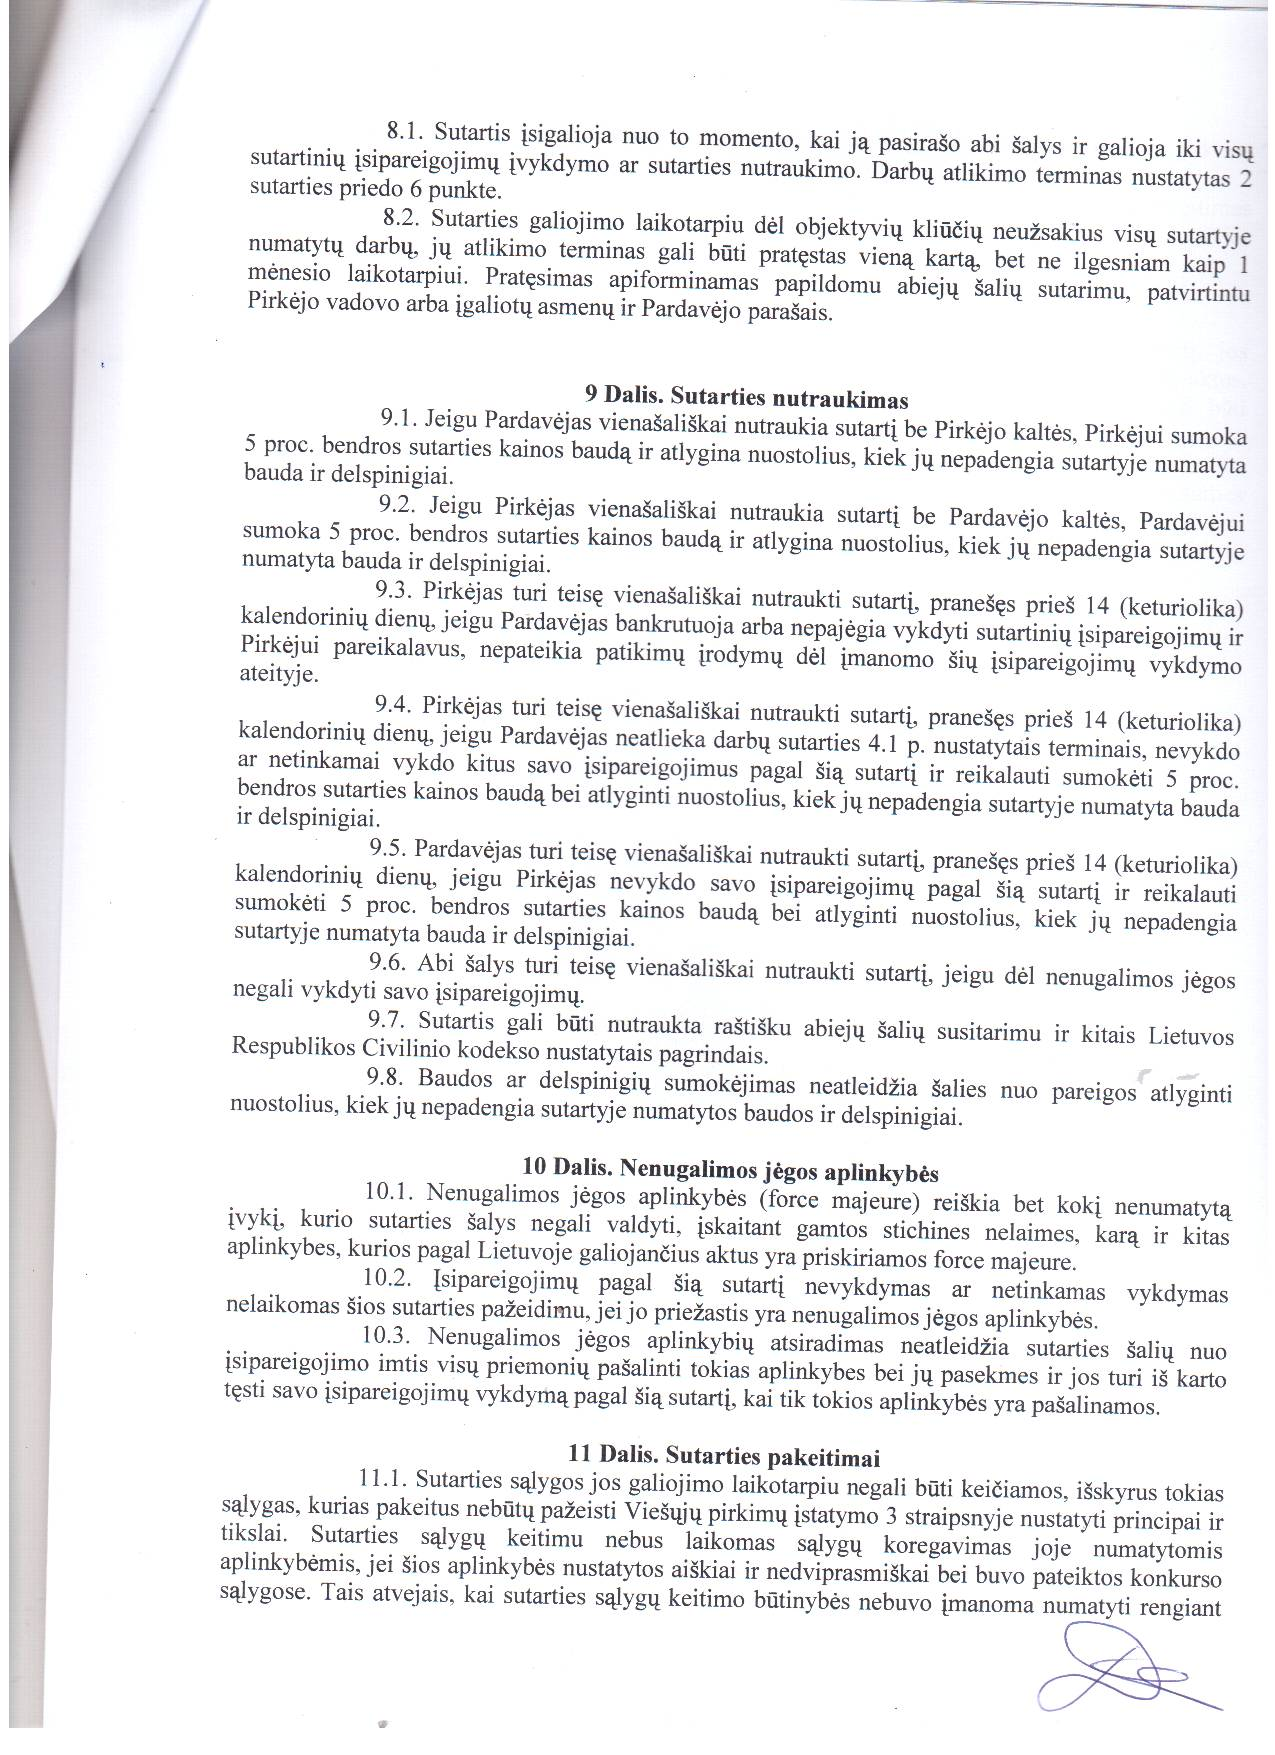 8.1. Sutartis įsigalioja nuo to momento, kai ją pasirašo abi šalys ir galioja iki visų
sutartinių įsipareigojimų įvykdymo ar sutarties nutraukimo. Darbų atlikimo terminas nustatytas 2
sutarties priedo 6 punkte.
8.2. Sutarties galiojimo laikotarpiu dėl objektyvių kliūčių neužsakius visų sutartyje
numatytų darbų, jų atlikimo terminas gali būti pratęstas vieną kartą, bet ne ilgesniam kaip 1
mėnesio laikotarpiui. Pratęsimas apiforminamas papildomu abiejų šalių sutarimu, patvirtintu
Pirkėjo vadovo arba įgaliotų asmenų ir Pardavėjo parašais.
9 Dalis. Sutarties nutraukimas
9.1. Jeigu Pardavėjas vienašališkai nutraukia sutartį be Pirkėjo kaltės, Pirkėjui sumoka
5 proc. bendros sutarties kainos baudą ir atlygina nuostolius, kiek jų nepadengia sutartyje numatyta
bauda ir delspinigiai.
9.2. Jeigu Pirkėjas vienašališkai nutraukia sutartį be Pardavėjo kaltės, Pardavėjui
sumoka 5 proc. bendros sutarties kainos baudą ir atlygina nuostolius, kiek jų nepadengia sutartyje
numatyta bauda ir delspinigiai.
9.3. Pirkėjas turi teisę vienašališkai nutraukti sutartį, pranešęs prieš 14 (keturiolika)
kalendorinių dienų, jeigu Pardavėjas bankrutuoja arba nepajėgia vykdyti sutartinių įsipareigojimų ir
Pirkėjui pareikalavus, nepateikia patikimų įrodymų dėl įmanomo šių įsipareigojimų vykdymo
ateityje.
9.4. Pirkėjas turi teisę vienašališkai nutraukti sutartį, pranešęs prieš 14 (keturiolika)
kalendorinių dienų, jeigu Pardavėjas neatlieka darbų sutarties 4.1 p. nustatytais terminais, nevykdo
ar netinkamai vykdo kitus savo įsipareigojimus pagal šią sutartį ir reikalauti sumokėti 5 proc.
bendros sutarties kainos baudą bei atlyginti nuostolius, kiek jų nepadengia sutartyje numatyta bauda
ir delspinigiai.
9.5. Pardavėjas turi teisę vienašališkai nutraukti sutartį, pranešęs prieš 14 (keturiolika)
kalendorinių dienų, jeigu Pirkėjas nevykdo savo įsipareigojimų pagal šią sutartį ir reikalauti
sumokėti 5 proc. bendros sutarties kainos baudą bei atlyginti nuostolius, kiek jų nepadengia
sutartyje numatyta bauda ir delspinigiai.
9.6. Abi šalys turi teisę vienašališkai nutraukti sutartį, jeigu dėl nenugalimos jėgos
negali vykdyti savo įsipareigojimų.
9.7. Sutartis gali būti nutraukta raštišku abiejų šalių susitarimu ir kitais Lietuvos
Respublikos Civilinio kodekso nustatytais pagrindais.
9.8. Baudos ar delspinigių sumokėjimas neatleidžia šalies nuo pareigos atlyginti
nuostolius, kiek jų nepadengia sutartyje numatytos baudos ir delspinigiai.
10 Dalis. Nenugalimos jėgos aplinkybės
10.1. Nenugalimos jėgos aplinkybės (force majeure) reiškia bet kokį nenumatytą
įvykį, kurio sutarties šalys negali valdyti, įskaitant gamtos stichines nelaimes, karą ir kitas
aplinkybes, kurios pagal Lietuvoje galiojančius aktus yra priskiriamos force majeure.
10.2. Įsipareigojimų pagal šią sutartį nevykdymas ar netinkamas vykdymas
nelaikomas šios sutarties pažeidimu, jei jo priežastis yra nenugalimos jėgos aplinkybės.
10.3. Nenugalimos jėgos aplinkybių atsiradimas neatleidžia sutarties šalių nuo
įsipareigojimo imtis visų priemonių pašalinti tokias aplinkybes bei jų pasekmes ir jos turi iš karto
tęsti savo įsipareigojimų vykdymą pagal šią sutartį, kai tik tokios aplinkybės yra pašalinamos.
11 Dalis. Sutarties pakeitimai
11.1. Sutarties sąlygos jos galiojimo laikotarpiu negali būti keičiamos, išskyrus tokias
sąlygas, kurias pakeitus nebūtų pažeisti Viešųjų pirkimų įstatymo 3 straipsnyje nustatyti principai ir
tikslai. Sutarties sąlygų keitimu nebus laikomas sąlygų koregavimas joje numatytomis
aplinkybėmis, jei šios aplinkybės nustatytos aiškiai ir nedviprasmiškai bei buvo pateiktos konkurso
sąlygose. Tais atvejais, kai sutarties sąlygų keitimo būtinybės nebuvo įmanoma numatyti rengiant